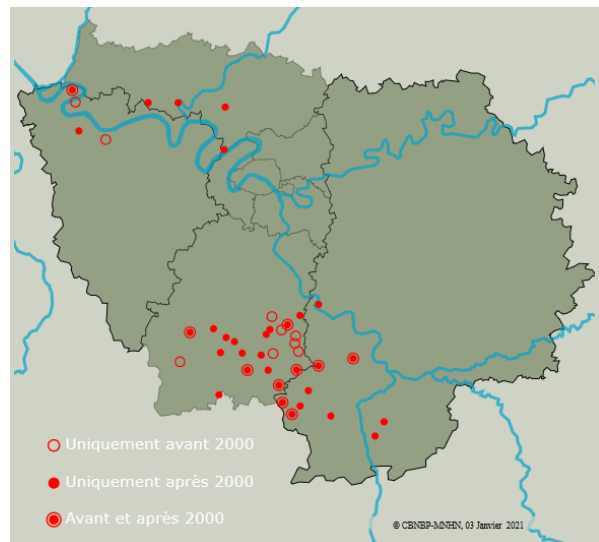 Uniquement avant 2000
Uniquement après 2000
Avant et après 2000
© CBNBP-MNHN, 03 Janvier 2021